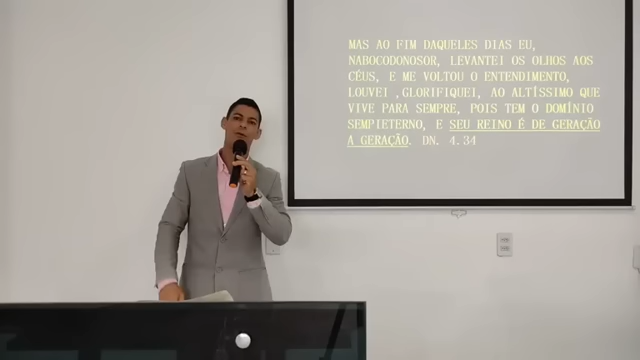 MAS AO FIM DAQUELES DIAS EU,
NABOCODONOSOR, LEVANTEI OS OLHOS AOS
CÉUS, E ME VOLTOU O ENTENDIMENTO,
LOUVEI ,GLORIFIQUEI, AO ALTÍSSIMO QUE
VIVE PARA SEMPRE, POIS TEM O DOMÍNIO
SEMPIETERNO, E SEU REINO É DE GERAÇÃO
A GERAÇÃO. DN. 4.34